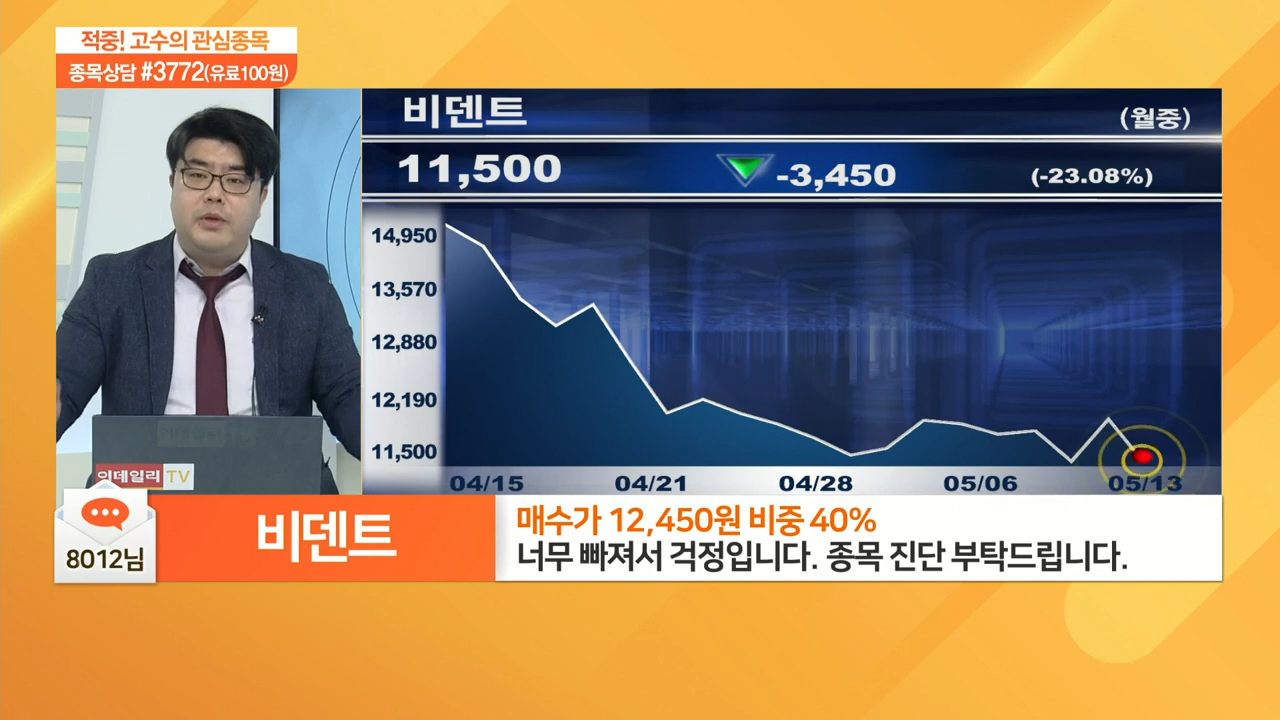 적중! 고수의 관심종목
종목상담 #3772(유료100원)
비덴트
(월중)
11,500
-3,450
(-23.08%)
14,950
13,570
12,880
12,190
11,500
04/15
04/21
04/28
05/06
05/13
이데일리 TV
8012님
비덴트
매수가 12,450원 비중 40%
너무 빠져서 걱정입니다. 종목 진단 부탁드립니다.